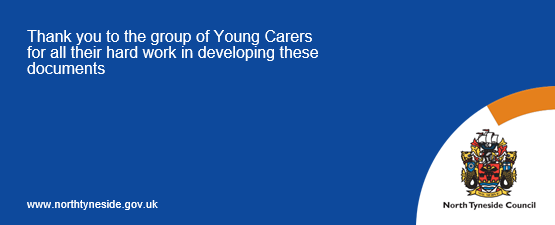 Thank you to the group of Young Carers
for all their hard work in developing these
documents
www.northtyneside.gov.uk
North Tyneside Council